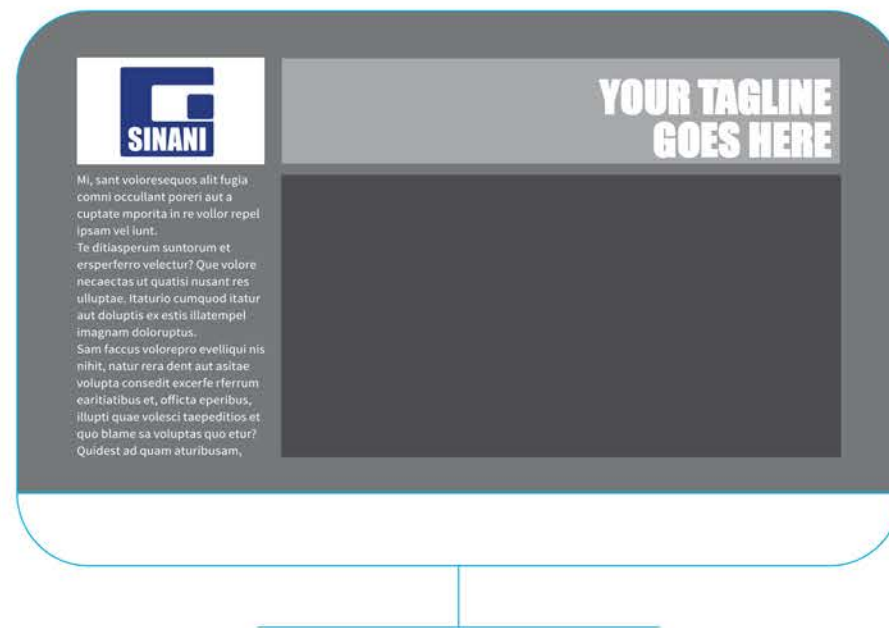 SINANI
YOUR TAGLINE
GOES HERE
Mi, sant voloresequos alit fugia
comni occullant poreri aut a
cuptate mporita in re vollor repel
ipsam vel iunt.
Te ditiasperum suntorum et
ersperferro velectur? Que volore
necaectas ut quatisi nusant res
ulluptae. Itaturio cumquod itatur
aut doluptis ex estis illatempel
imagnam doloruptus.
Sam faccus volorepro evelliqui nis
nihit, natur rera dent aut asitae
volupta consedit excerfe rferrum
earitiatibus et, officta eperibus,
illupti quae volesci taepeditios et
quo blame sa voluptas quo etur?
Quidest ad quam aturibusam,